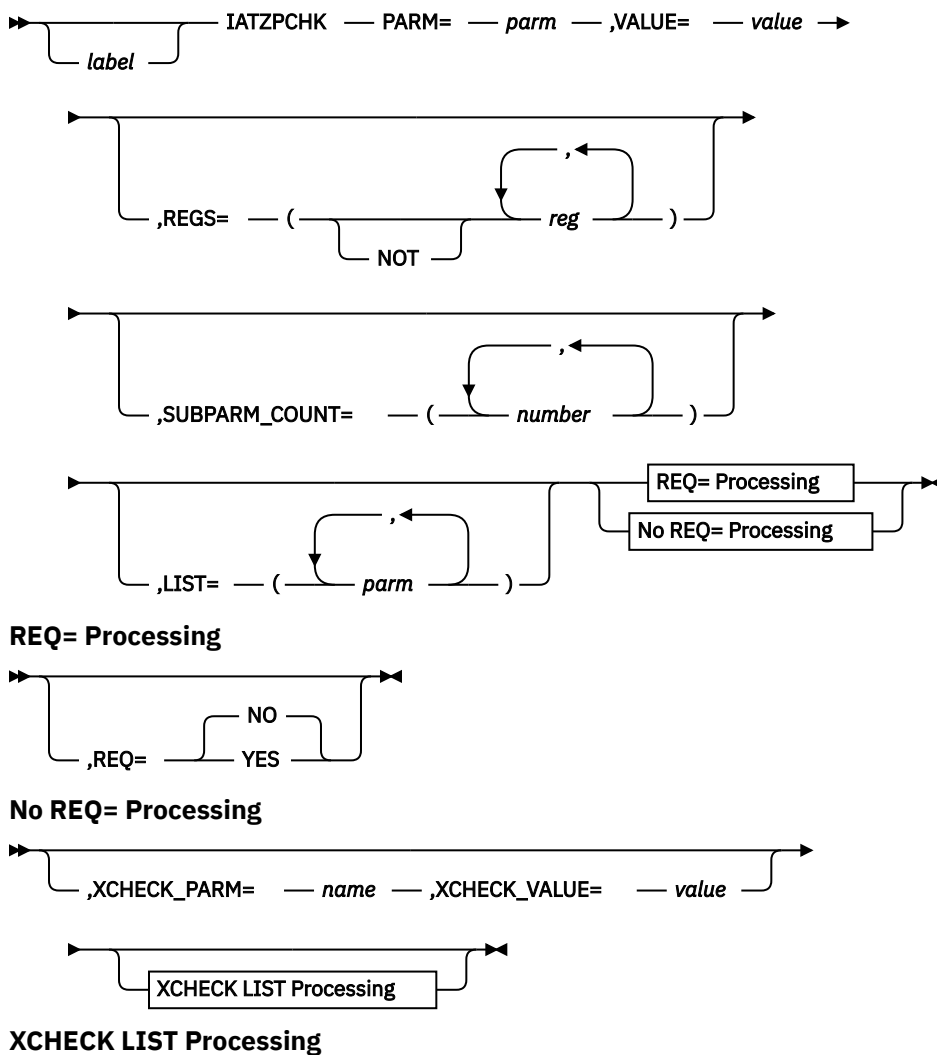 IATZPCHK PARM= parm ,VALUE= value
label
,
,REGS= ( reg )
NOT
,
,SUBPARM_COUNT= ( number )
REQ= Processing
,
No REQ= Processing
,LIST= ( parm )
REQ= Processing
NO
,REQ= YES
No REQ= Processing
,XCHECK_PARM= name ,XCHECK_VALUE= value
XCHECK LIST Processing
XCHECK LIST Processing